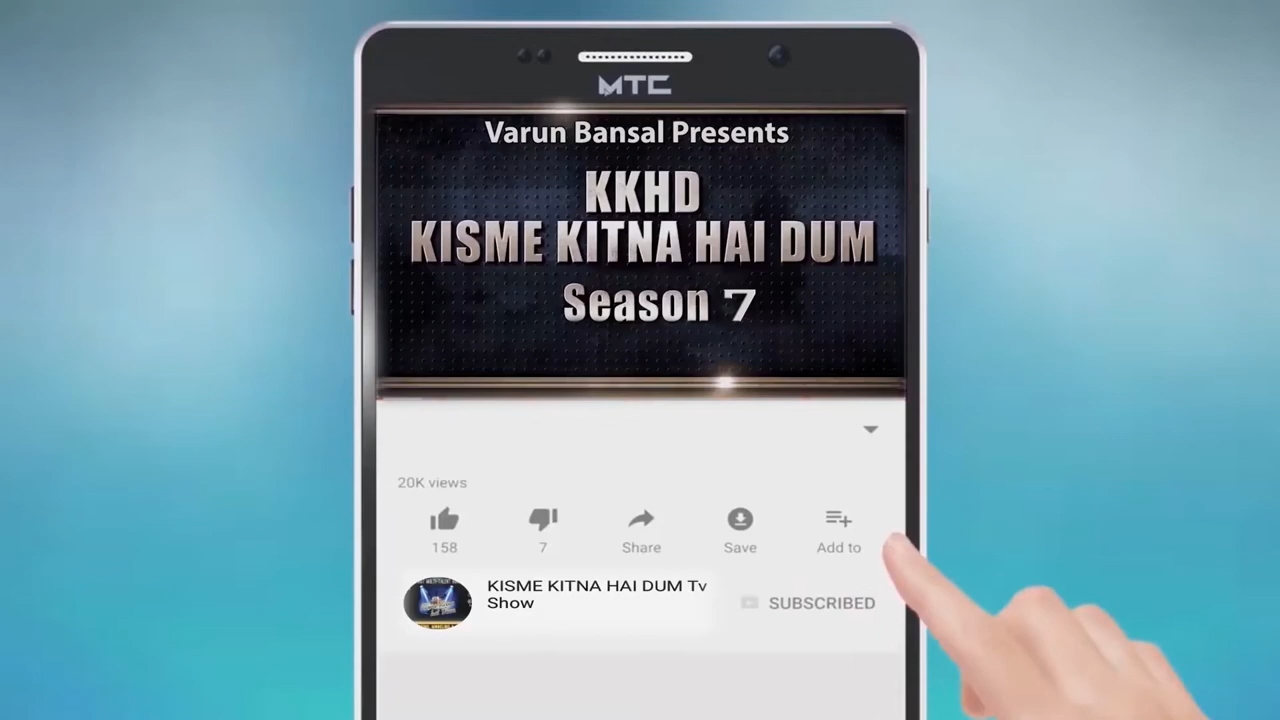 MTC
Varun Bansal Presents
KKHD
KISME KITNA HAI DUM
Season 7
20K views
158
7
Share
Save
Add to
KISME KITNA HAI DUM Tv
Show
SUBSCRIBED